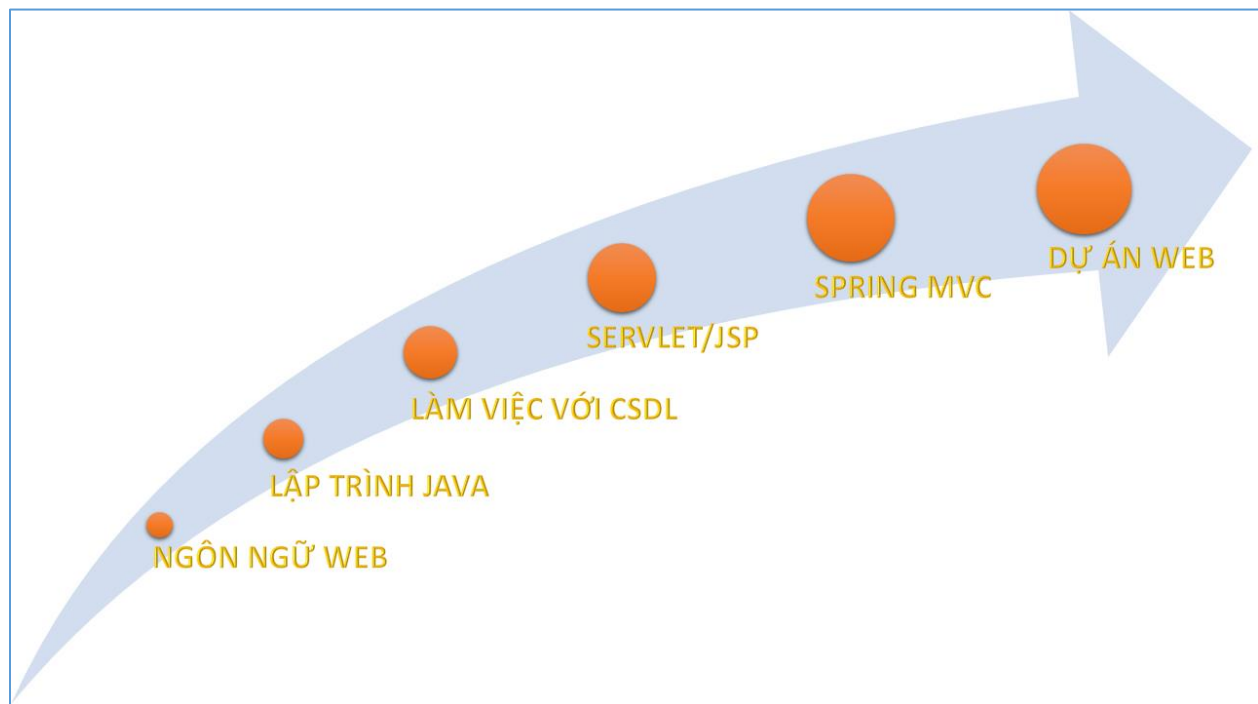 NGÔN NGỮ WEB
LẬP TRÌNH JAVA
LÀM VIỆC VỚI CSDL
SERVLET/JSP
SPRING MVC
DỰ ÁN WEB